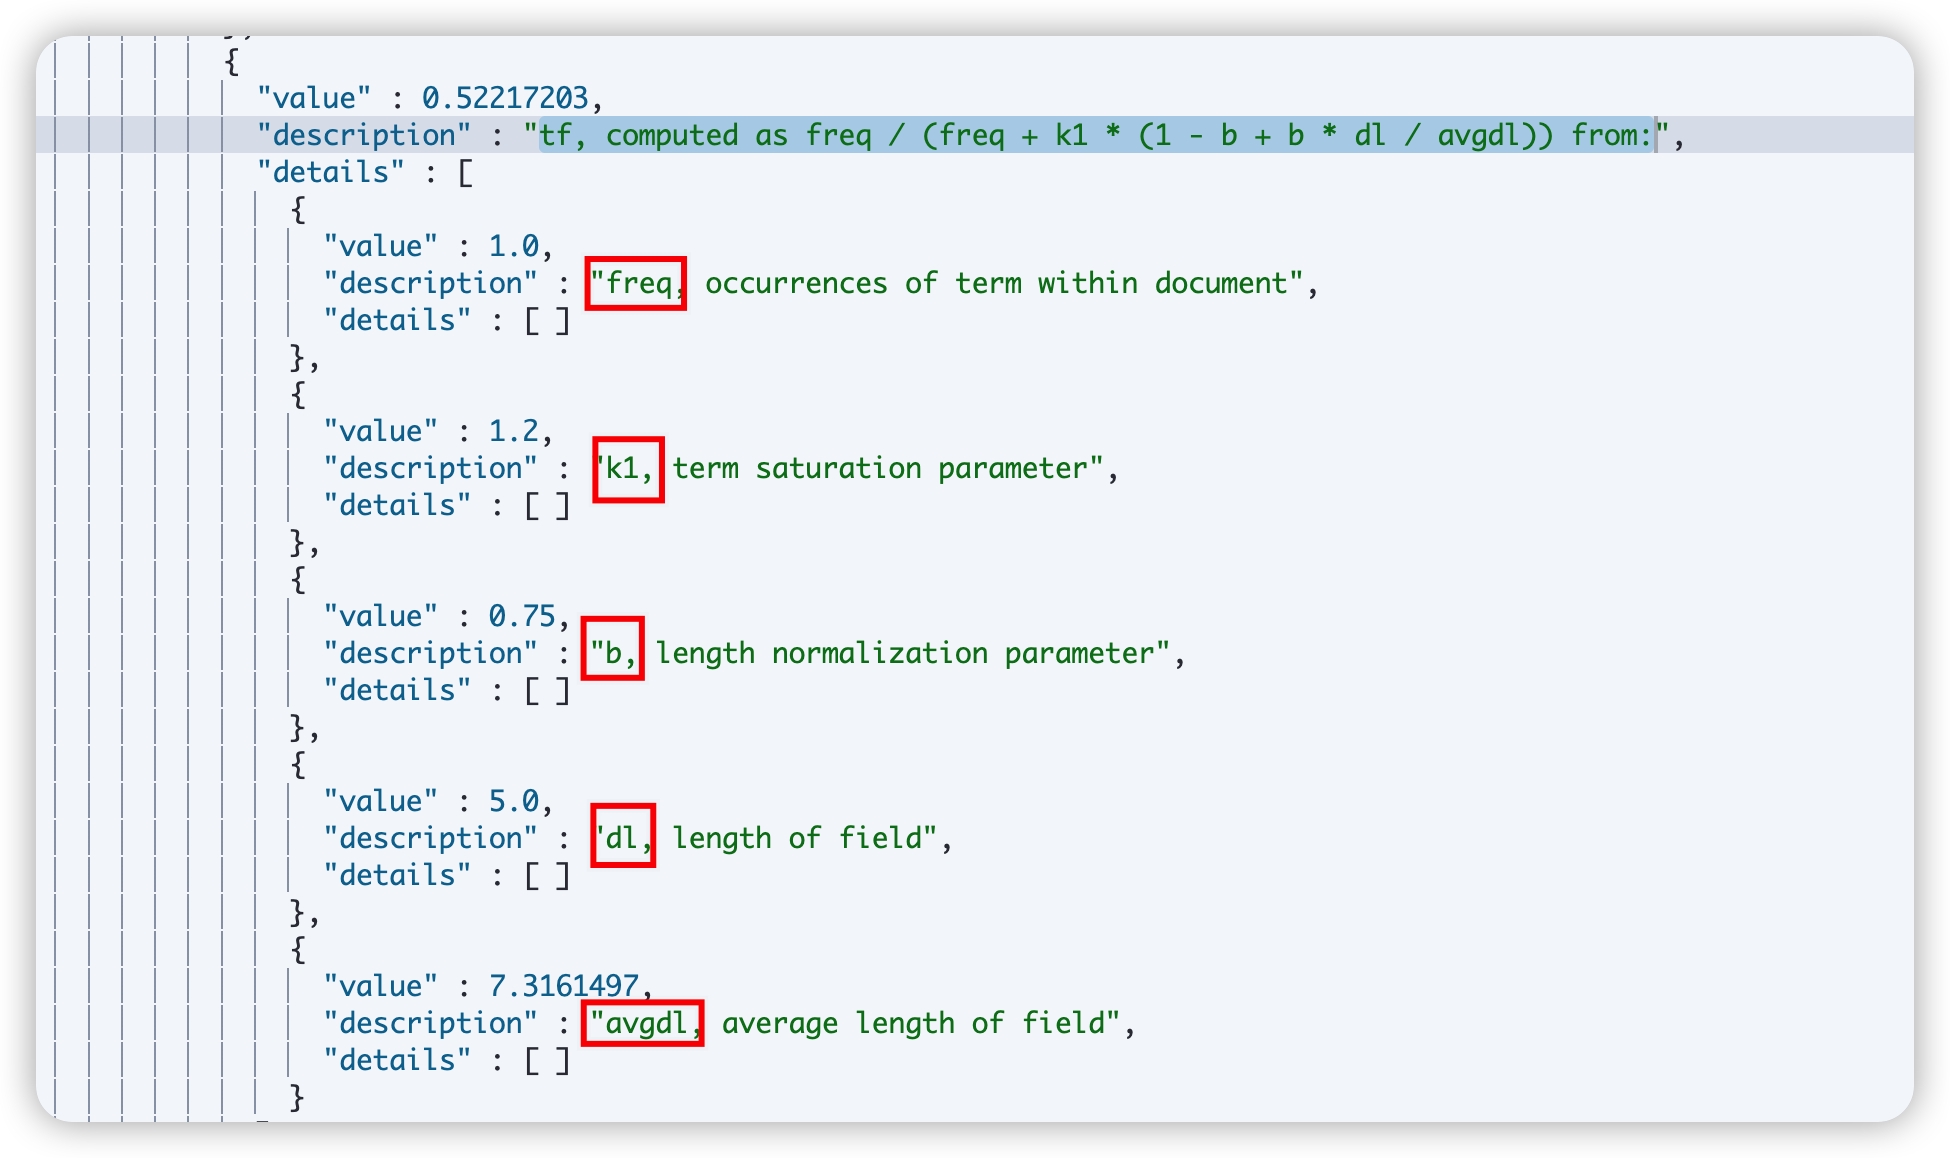 {
"value" : 0.52217203,
"description" : "tf, computed as freq / (freq + k1 * (1 - b + b * dl / avgdl)) from:",
"details" : [
{
"value" : 1.0,
"description" : "freq, occurrences of term within document",
"details" : [ ]
},
{
"value" : 1.2,
"description" : "k1, term saturation parameter",
"details" : [ ]
},
{
"value" : 0.75,
"description" : "b, length normalization parameter",
"details" : [ ]
},
{
"value" : 5.0,
"description" : "dl, length of field",
"details" : [ ]
},
{
"value" : 7.3161497,
"description" : "avgdl, average length of field",
"details" : [ ]
}